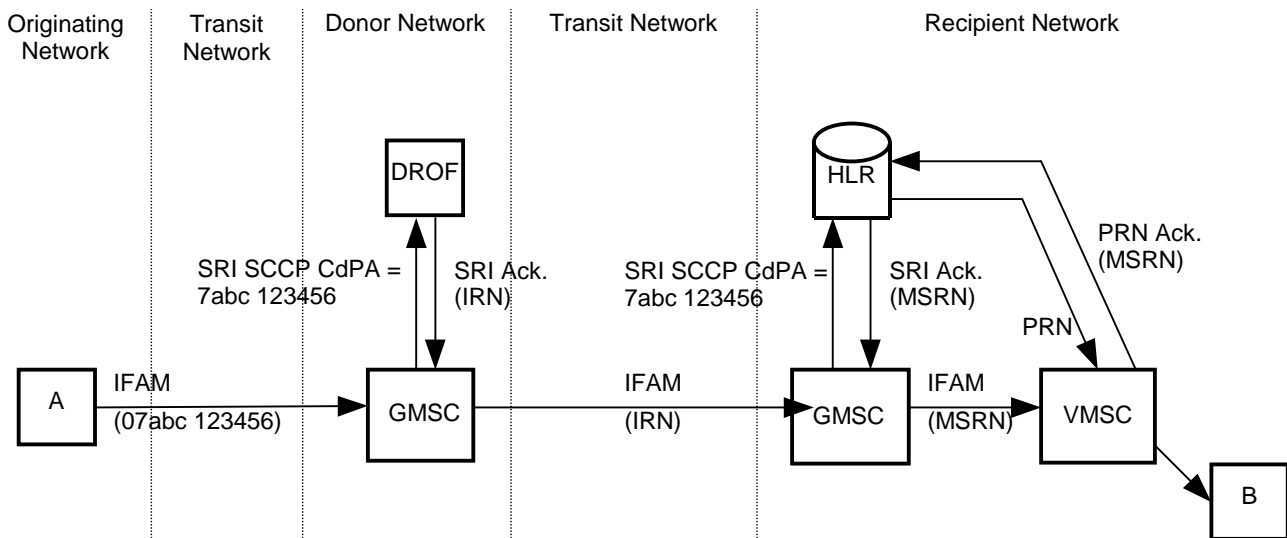 Originating
Network
Transit
Network
Donor Network
Transit Network
Recipient Network
DROF
HLR
SRI SCCP CdPA =
7abc 123456
SRI Ack.
(IRN)
SRI SCCP CdPA =
7abc 123456
SRI Ack.
(MSRN)
PRN Ack.
(MSRN)
PRN
A
IFAM
(07abc 123456)
GMSC
IFAM
(IRN)
GMSC
IFAM
(MSRN)
VMSC
B